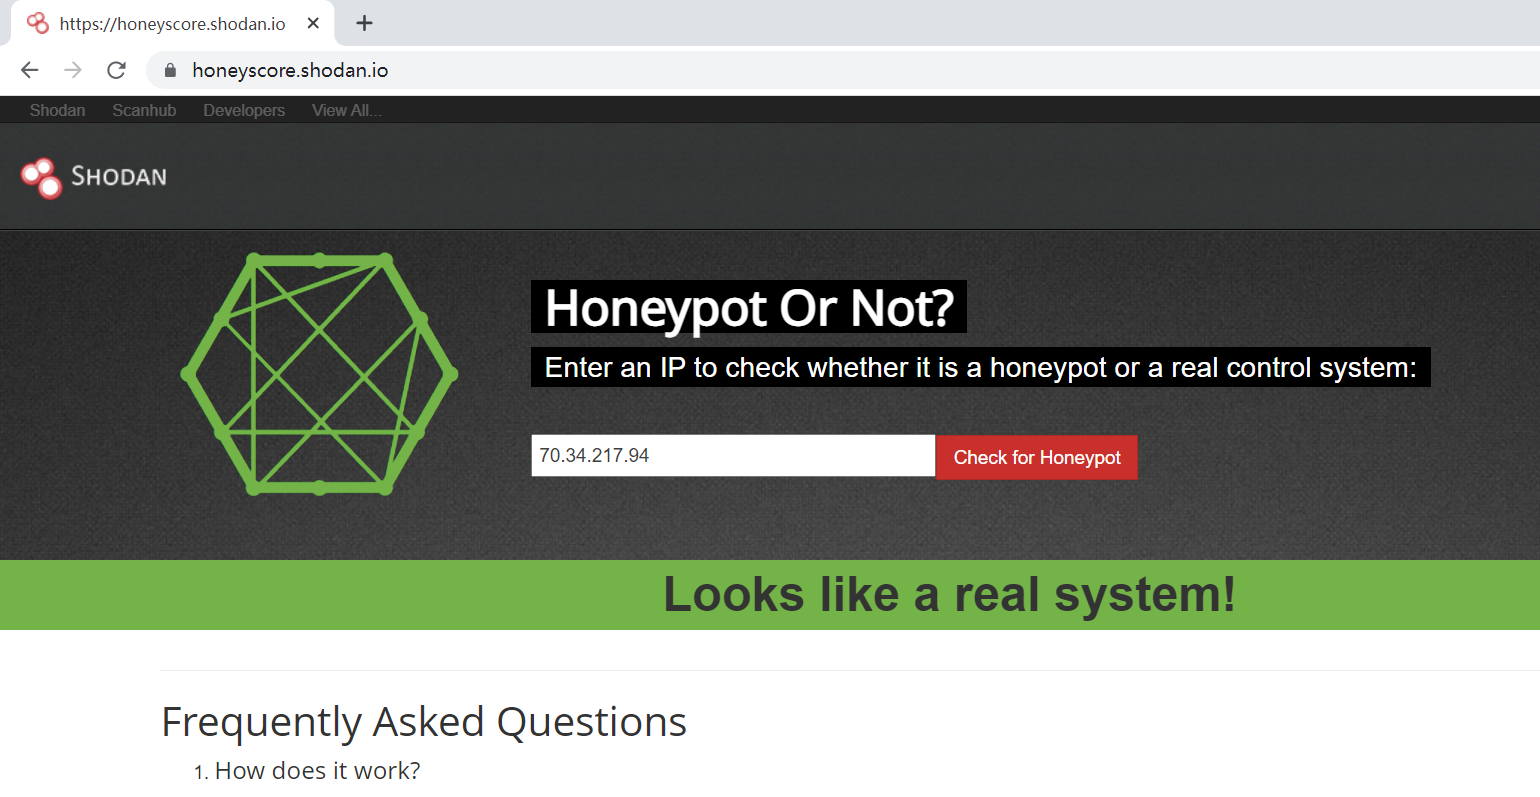 https://honeyscore.shodan.io
honeyscore.shodan.io
Shodan Scanhub Developers View All...
SHODAN
Honeypot Or Not?
Enter an IP to check whether it is a honeypot or a real control system:
70.34.217.94 Check for Honeypot
Looks like a real system!
Frequently Asked Questions
1. How does it work?